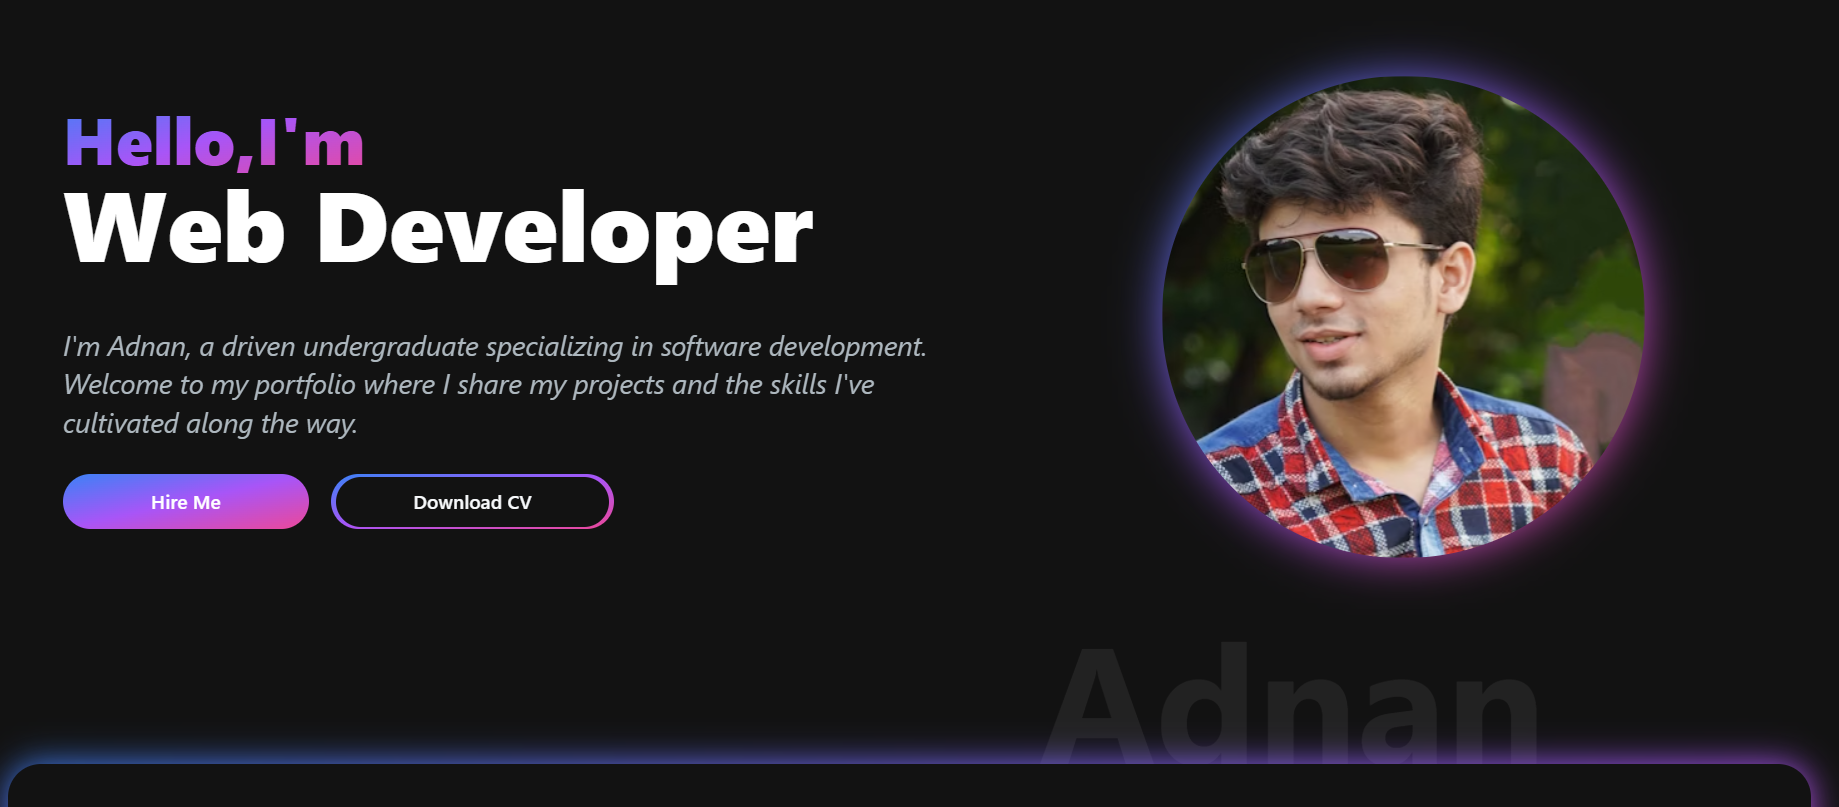 Hello,I'm
Web Developer
I'm Adnan, a driven undergraduate specializing in software development.
Welcome to my portfolio where I share my projects and the skills I've
cultivated along the way.
Hire Me
Download CV
Adnan